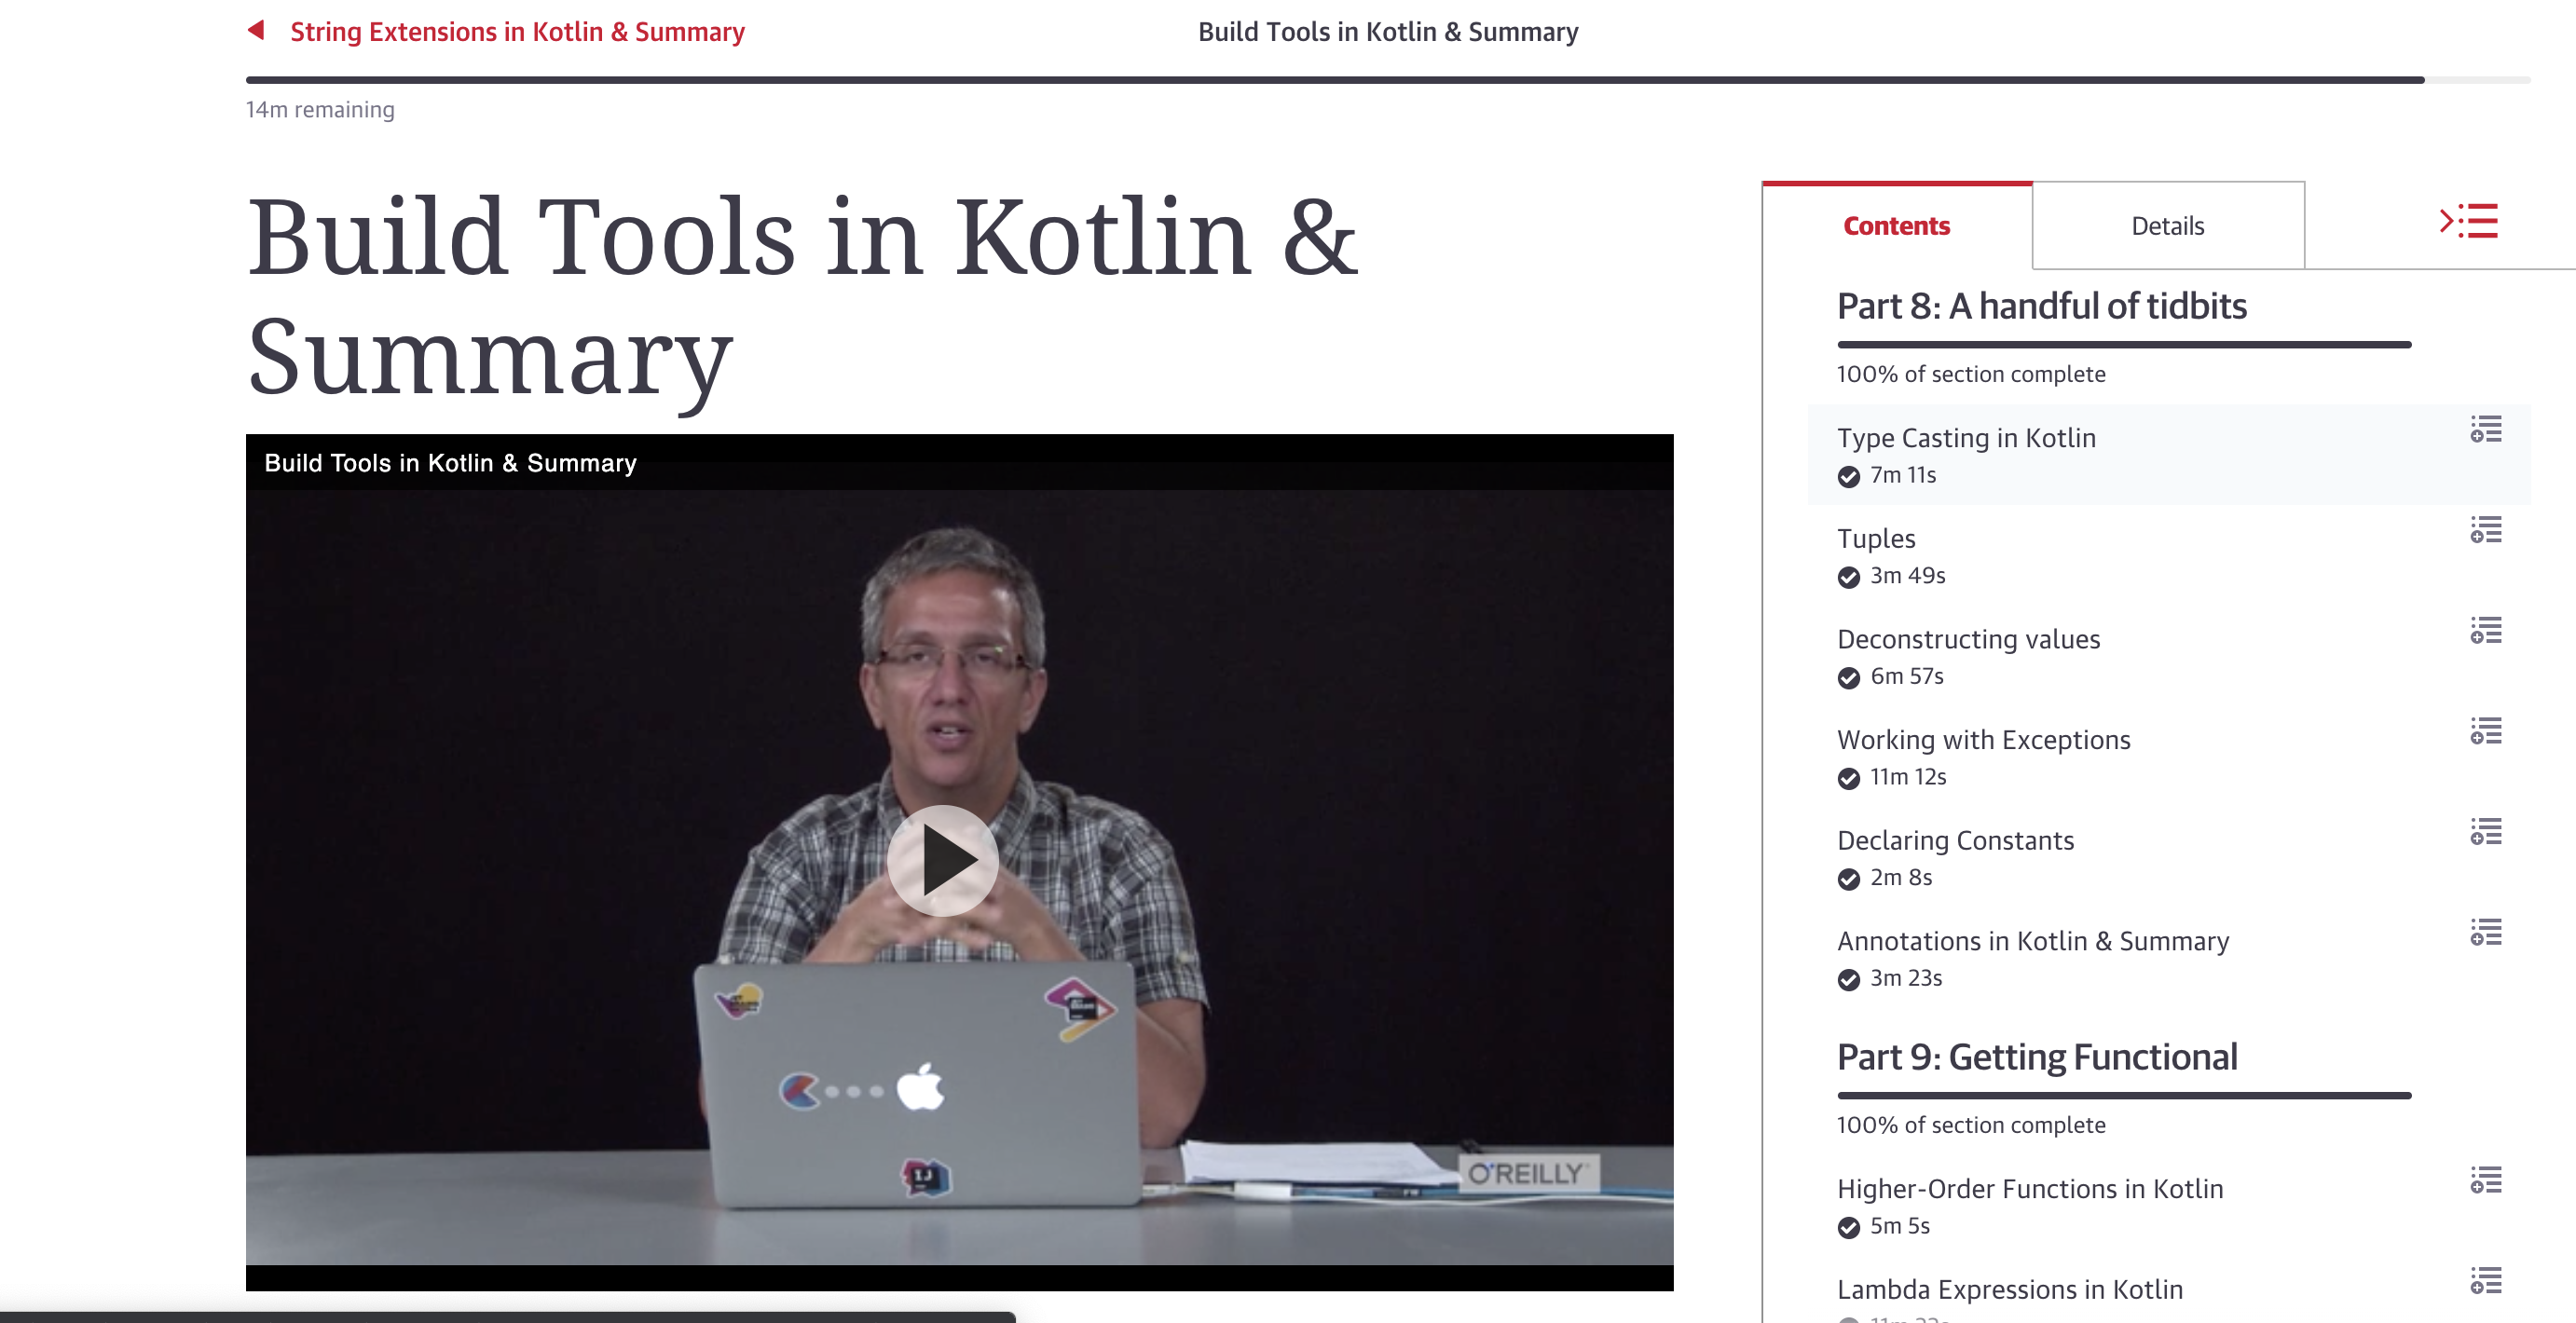 String Extensions in Kotlin & Summary
Build Tools in Kotlin & Summary
14m remaining
Build Tools in Kotlin &
Summary
Build Tools in Kotlin & Summary
IJ
O'REILLY
Contents
Details
Part 8: A handful of tidbits
100% of section complete
Type Casting in Kotlin
7m 11s
Tuples
3m 49s
Deconstructing values
6m 57s
Working with Exceptions
11m 12s
Declaring Constants
2m 8s
Annotations in Kotlin & Summary
3m 23s
Part 9: Getting Functional
100% of section complete
Higher-Order Functions in Kotlin
5m 5s
Lambda Expressions in Kotlin